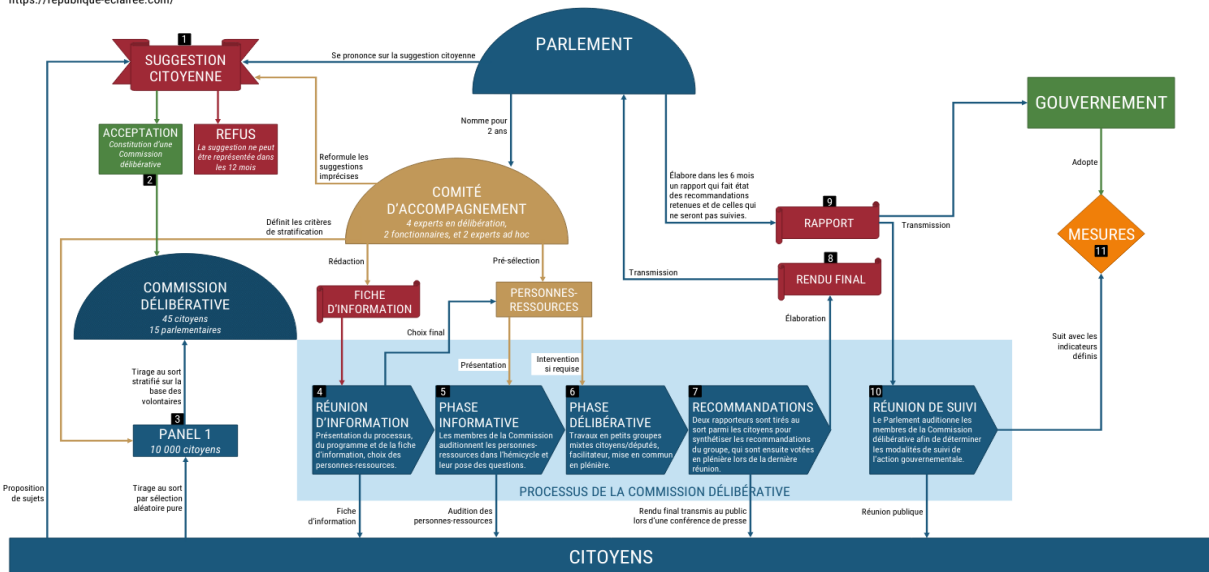 https://republique-eclairee.com/
1
SUGGESTION
CITOYENNE
Se prononce sur la suggestion citoyenne
PARLEMENT
GOUVERNEMENT
ACCEPTATION
Constitution d'une
Commission
délibérative
2
REFUS
La suggestion ne peut
être représentée dans
les 12 mois
Nomme pour
2 ans
Reformule les
suggestions
imprécises
Adopte
Élabore dans les 6 mois
un rapport qui fait état
des recommandations
retenues et de celles qui
ne seront pas suivies.
COMITÉ
D'ACCOMPAGNEMENT
4 experts en délibération,
2 fonctionnaires, et 2 experts ad hoc
Définit les critères
de stratification
9
RAPPORT
Transmission
MESURES
11
Rédaction
Pré-sélection
8
RENDU FINAL
Transmission
COMMISSION
DÉLIBÉRATIVE
45 citoyens
15 parlementaires
FICHE
D'INFORMATION
PERSONNES-
RESSOURCES
Choix final
Élaboration
Suit avec les
indicateurs
définis
Présentation
Intervention
si requise
Tirage au sort
stratifié sur la
base des
volontaires
3
PANEL 1
10 000 citoyens
4
RÉUNION
D'INFORMATION
Présentation du processus,
du programme et de la fiche
d'information, choix des
personnes-ressources.
5
PHASE
INFORMATIVE
Les membres de la Commission
auditionnent les personnes-
ressources dans l'hémicycle et
leur pose des questions.
6
PHASE
DÉLIBÉRATIVE
Travaux en petits groupes
mixtes citoyens/députés,
facilitateur, mise en commun
en plénière.
7
RECOMMANDATIONS
Deux rapporteurs sont tirés au
sort parmi les citoyens pour
synthétiser les recommandations
du groupe, qui sont ensuite votées
en plénière lors de la dernière
réunion.
10
RÉUNION DE SUIVI
Le Parlement auditionne les
membres de la Commission
délibérative afin de déterminer
les modalités de suivi de
l'action gouvernementale.
PROCESSUS DE LA COMMISSION DÉLIBÉRATIVE
Proposition
de sujets
Tirage au sort
par sélection
aléatoire pure
Fiche
d'information
Audition des
personnes-ressources
Rendu final transmis au public
lors d'une conférence de presse
Réunion publique
CITOYENS